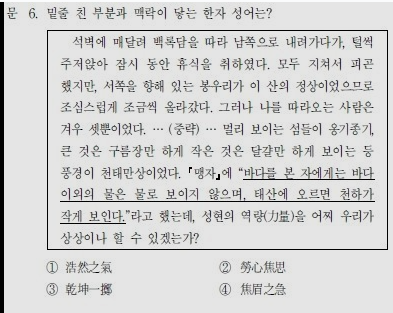 문 6. 밑줄 친 부분과 맥락이 닿는 한자 성어는?
석벽에 매달려 백록담을 따라 남쪽으로 내려가다가, 털썩
주저앉아 잠시 동안 휴식을 취하였다. 모두 지쳐서 피곤
했지만, 서쪽을 향해 있는 봉우리가 이 산의 정상이었으므로
조심스럽게 조금씩 올라갔다. 그러나 나를 따라오는 사람은
겨우 셋뿐이었다. … (중략) … 멀리 보이는 섬들이 옹기종기,
큰 것은 구름장만 하게 작은 것은 달걀만 하게 보이는 등
풍경이 천태만상이었다. 『맹자』에 “바다를 본 자에게는 바다
이외의 물은 물로 보이지 않으며, 태산에 오르면 천하가
작게 보인다.”라고 했는데, 성현의 역량(力量)을 어찌 우리가
상상이나 할 수 있겠는가?
① 浩然之氣 ② 勞心焦思
③ 乾坤一擲 ④ 焦眉之急